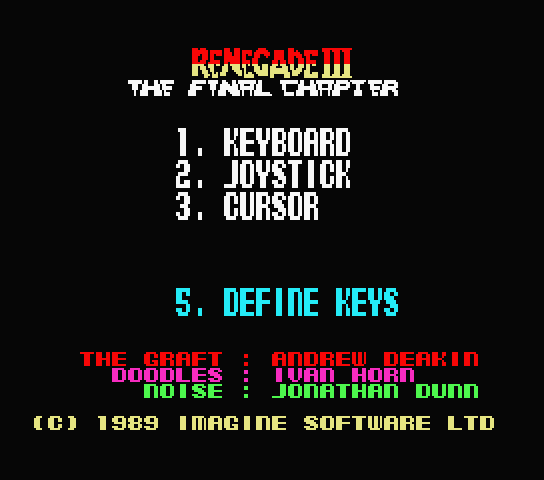 RENEGADE III
THE FINAL CHAPTER
1. KEYBOARD
2. JOYSTICK
3. CURSOR
5. DEFINE KEYS
THE GRAFT : ANDREW DEAKIN
DOODLES : IVAN HORN
NOISE : JONATHAN DUNN
(C) 1989 IMAGINE SOFTWARE LTD